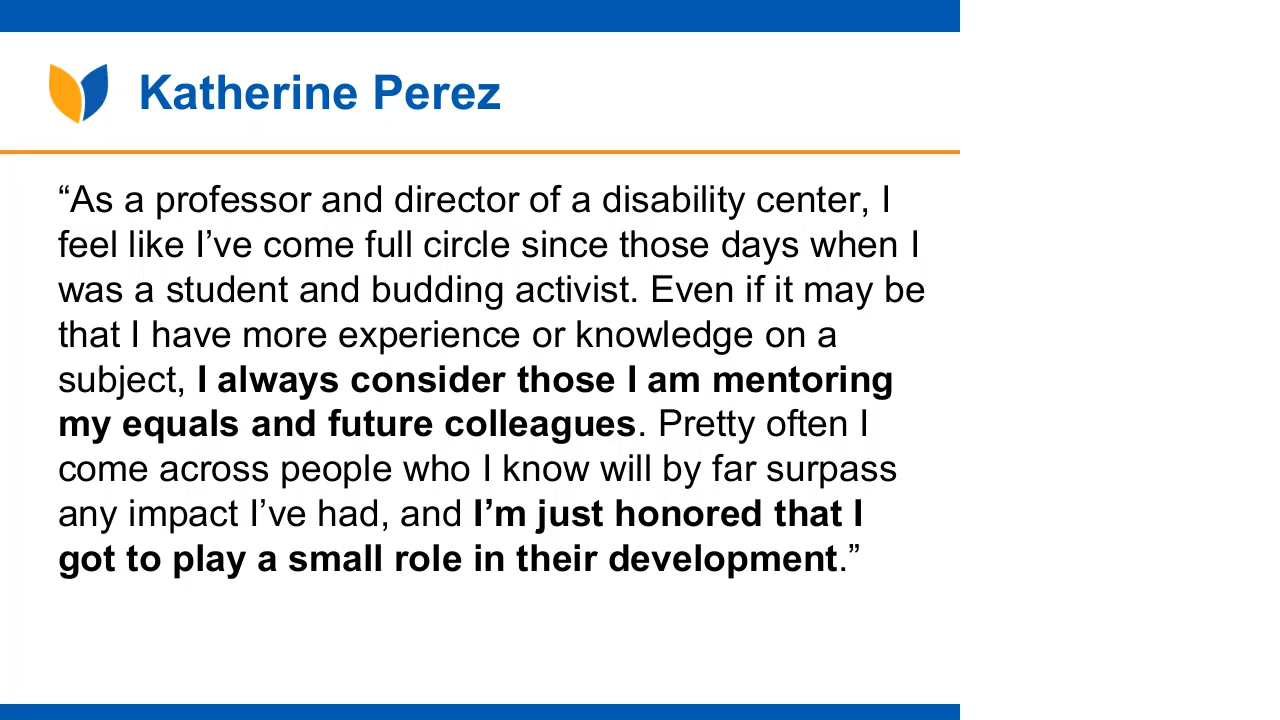 Katherine Perez
“As a professor and director of a disability center, I
feel like I’ve come full circle since those days when I
was a student and budding activist. Even if it may be
that I have more experience or knowledge on a
subject, I always consider those I am mentoring
my equals and future colleagues. Pretty often I
come across people who I know will by far surpass
any impact I’ve had, and I’m just honored that I
got to play a small role in their development.”